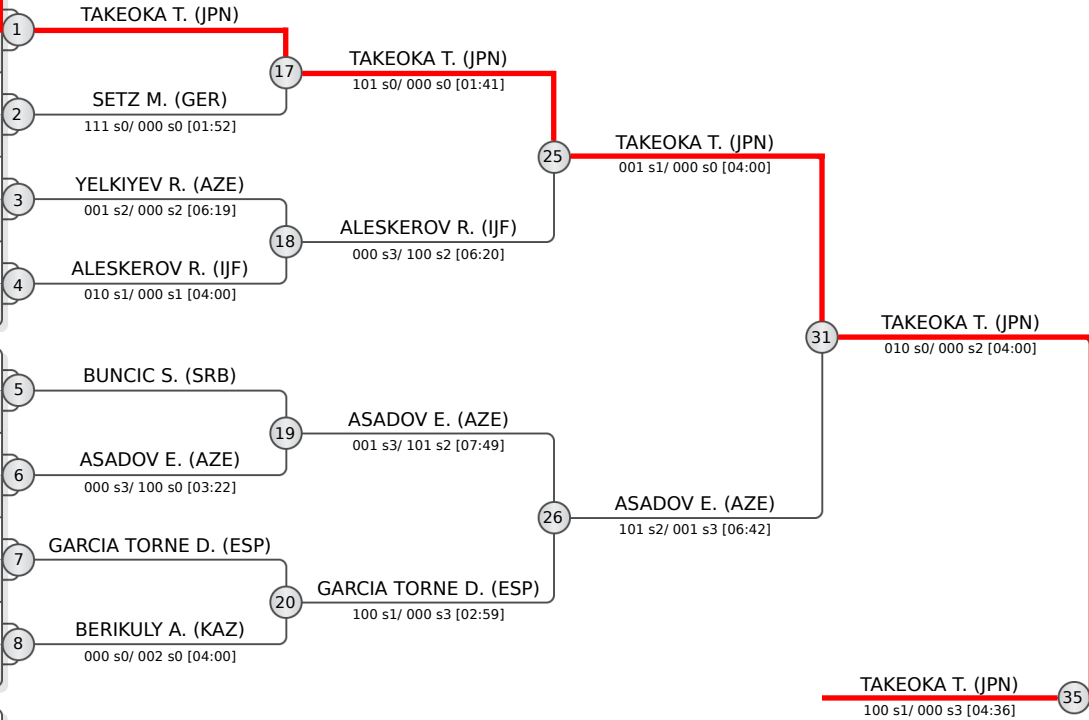 1
TAKEOKA T. (JPN)
17
TAKEOKA T. (JPN)
101 s0/ 000 s0 [01:41]
2
SETZ M. (GER)
111 s0/ 000 s0 [01:52]
25
TAKEOKA T. (JPN)
001 s1/ 000 s0 [04:00]
3
YELKIYEV R. (AZE)
001 s2/ 000 s2 [06:19]
18
ALESKEROV R. (IJF)
000 s3/ 100 s2 [06:20]
4
ALESKEROV R. (IJF)
010 s1/ 000 s1 [04:00]
31
TAKEOKA T. (JPN)
010 s0/ 000 s2 [04:00]
5
BUNCIC S. (SRB)
19
ASADOV E. (AZE)
001 s3/ 101 s2 [07:49]
6
ASADOV E. (AZE)
000 s3/ 100 s0 [03:22]
26
ASADOV E. (AZE)
101 s2/ 001 s3 [06:42]
7
GARCIA TORNE D. (ESP)
20
GARCIA TORNE D. (ESP)
100 s1/ 000 s3 [02:59]
8
BERIKULY A. (KAZ)
000 s0/ 002 s0 [04:00]
TAKEOKA T. (JPN)
100 s1/ 000 s3 [04:36]
35